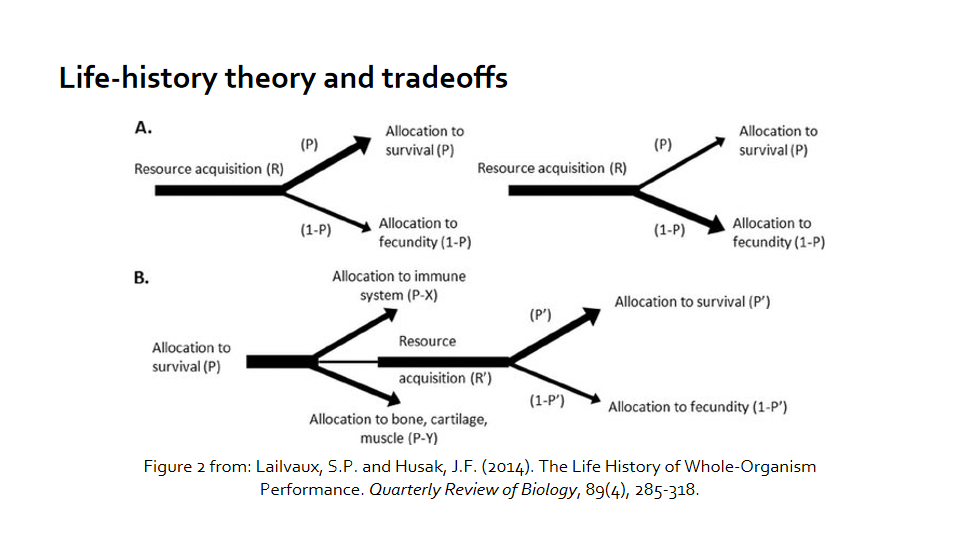 Life-history theory and tradeoffs
A.
(P)
Allocation to
survival (P)
Resource acquisition (R)
(1-P)
Allocation to
fecundity (1-P)
(P)
Allocation to
survival (P)
Resource acquisition (R)
(1-P)
Allocation to
fecundity (1-P)
B.
Allocation to immune
system (P-X)
Allocation to
survival (P)
Resource
acquisition (R’)
Allocation to bone, cartilage,
muscle (P-Y)
(P’)
Allocation to survival (P’)
(1-P’)
Allocation to fecundity (1-P’)
Figure 2 from: Lailvaux, S.P. and Husak, J.F. (2014). The Life History of Whole-Organism
Performance. Quarterly Review of Biology, 89(4), 285-318.